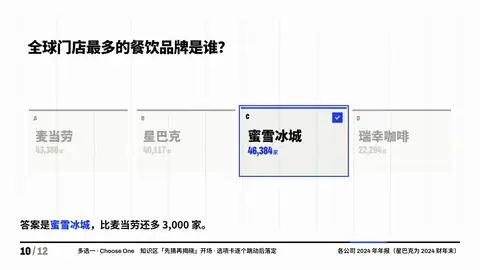 全球门店最多的餐饮品牌是谁？
A
麦当劳
43,388家
B
星巴克
40,117家
C
蜜雪冰城
46,384家
D
瑞幸咖啡
22,294家
答案是蜜雪冰城，比麦当劳还多 3,000 家。
10 / 12
多选一 · Choose One 知识区「先猜再揭晓」开场 · 选项卡逐个跳动后落定
各公司 2024 年年报（星巴克为 2024 财年末）